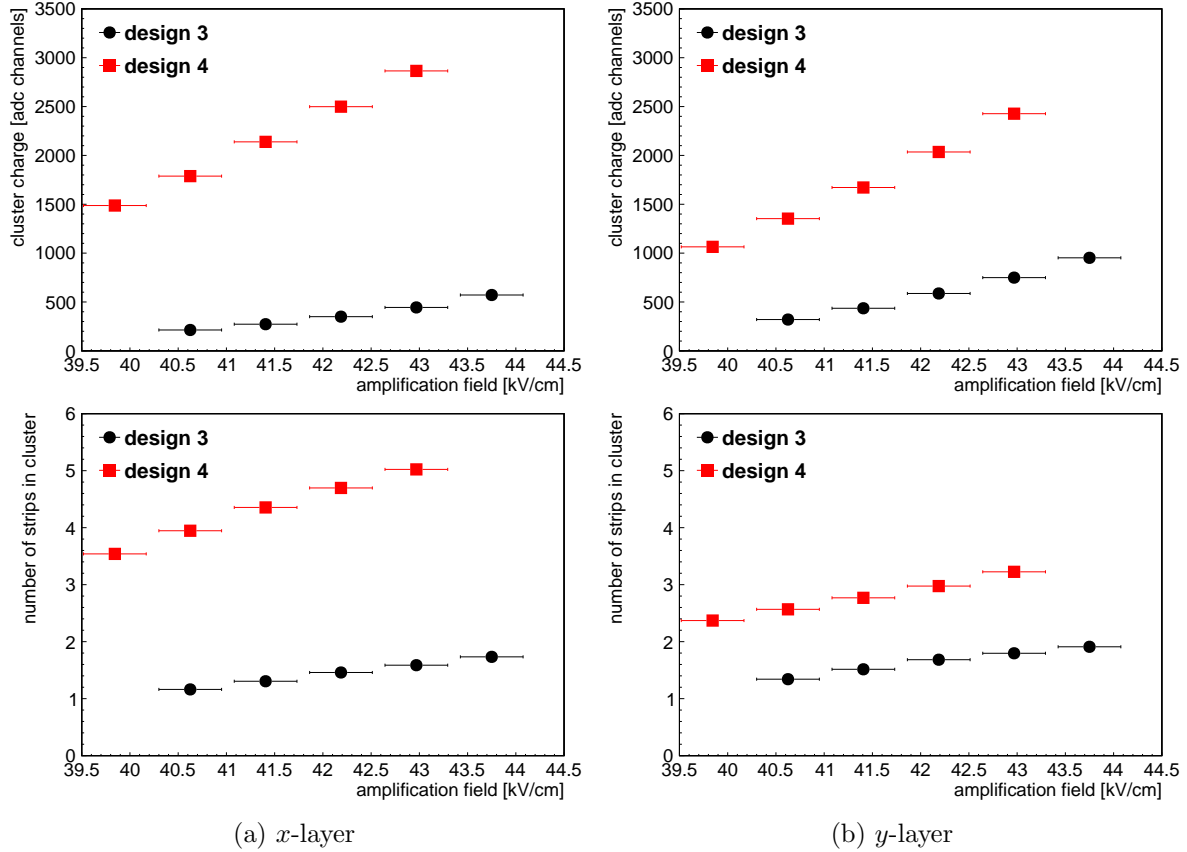 cluster charge [adc channels]
3500
3000
2500
2000
1500
1000
500
0
design 3
design 4
39.5 40 40.5 41 41.5 42 42.5 43 43.5 44 44.5
amplification field [kV/cm]
cluster charge [adc channels]
3500
3000
2500
2000
1500
1000
500
0
design 3
design 4
39.5 40 40.5 41 41.5 42 42.5 43 43.5 44 44.5
amplification field [kV/cm]
number of strips in cluster
6
5
4
3
2
1
0
design 3
design 4
39.5 40 40.5 41 41.5 42 42.5 43 43.5 44 44.5
amplification field [kV/cm]
number of strips in cluster
6
5
4
3
2
1
0
design 3
design 4
39.5 40 40.5 41 41.5 42 42.5 43 43.5 44 44.5
amplification field [kV/cm]
(a) x-layer
(b) y-layer